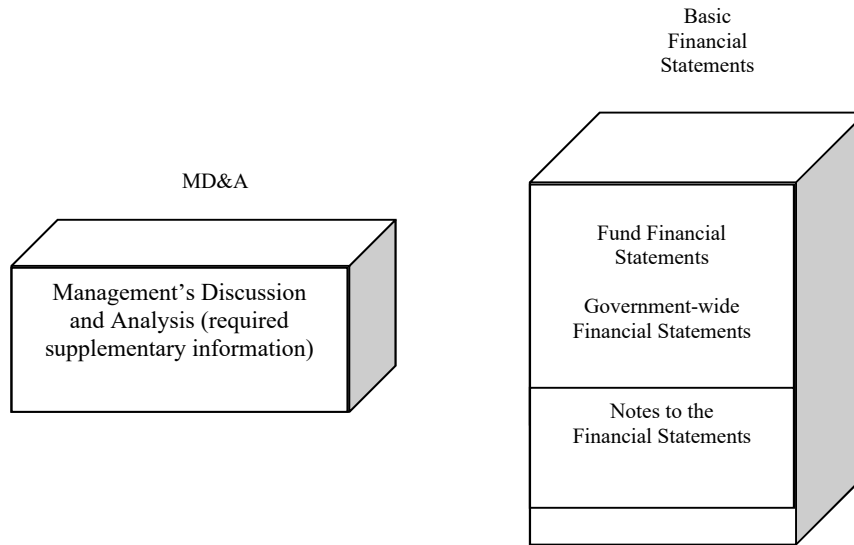 MD&A
Management’s Discussion
and Analysis (required
supplementary information)
Basic
Financial
Statements
Fund Financial
Statements
Government-wide
Financial Statements
Notes to the
Financial Statements